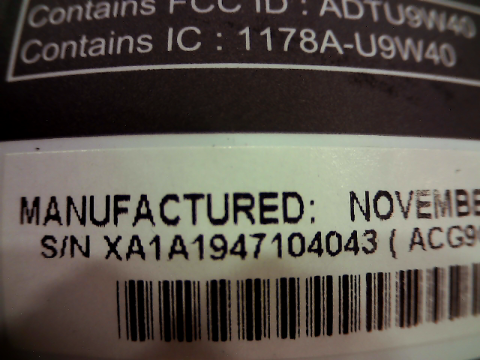 Contains FCC ID : ADTU9W40
Contains IC : 1178A-U9W40
MANUFACTURED: NOVEMBE
S/N XA1A1947104043 ( ACG9